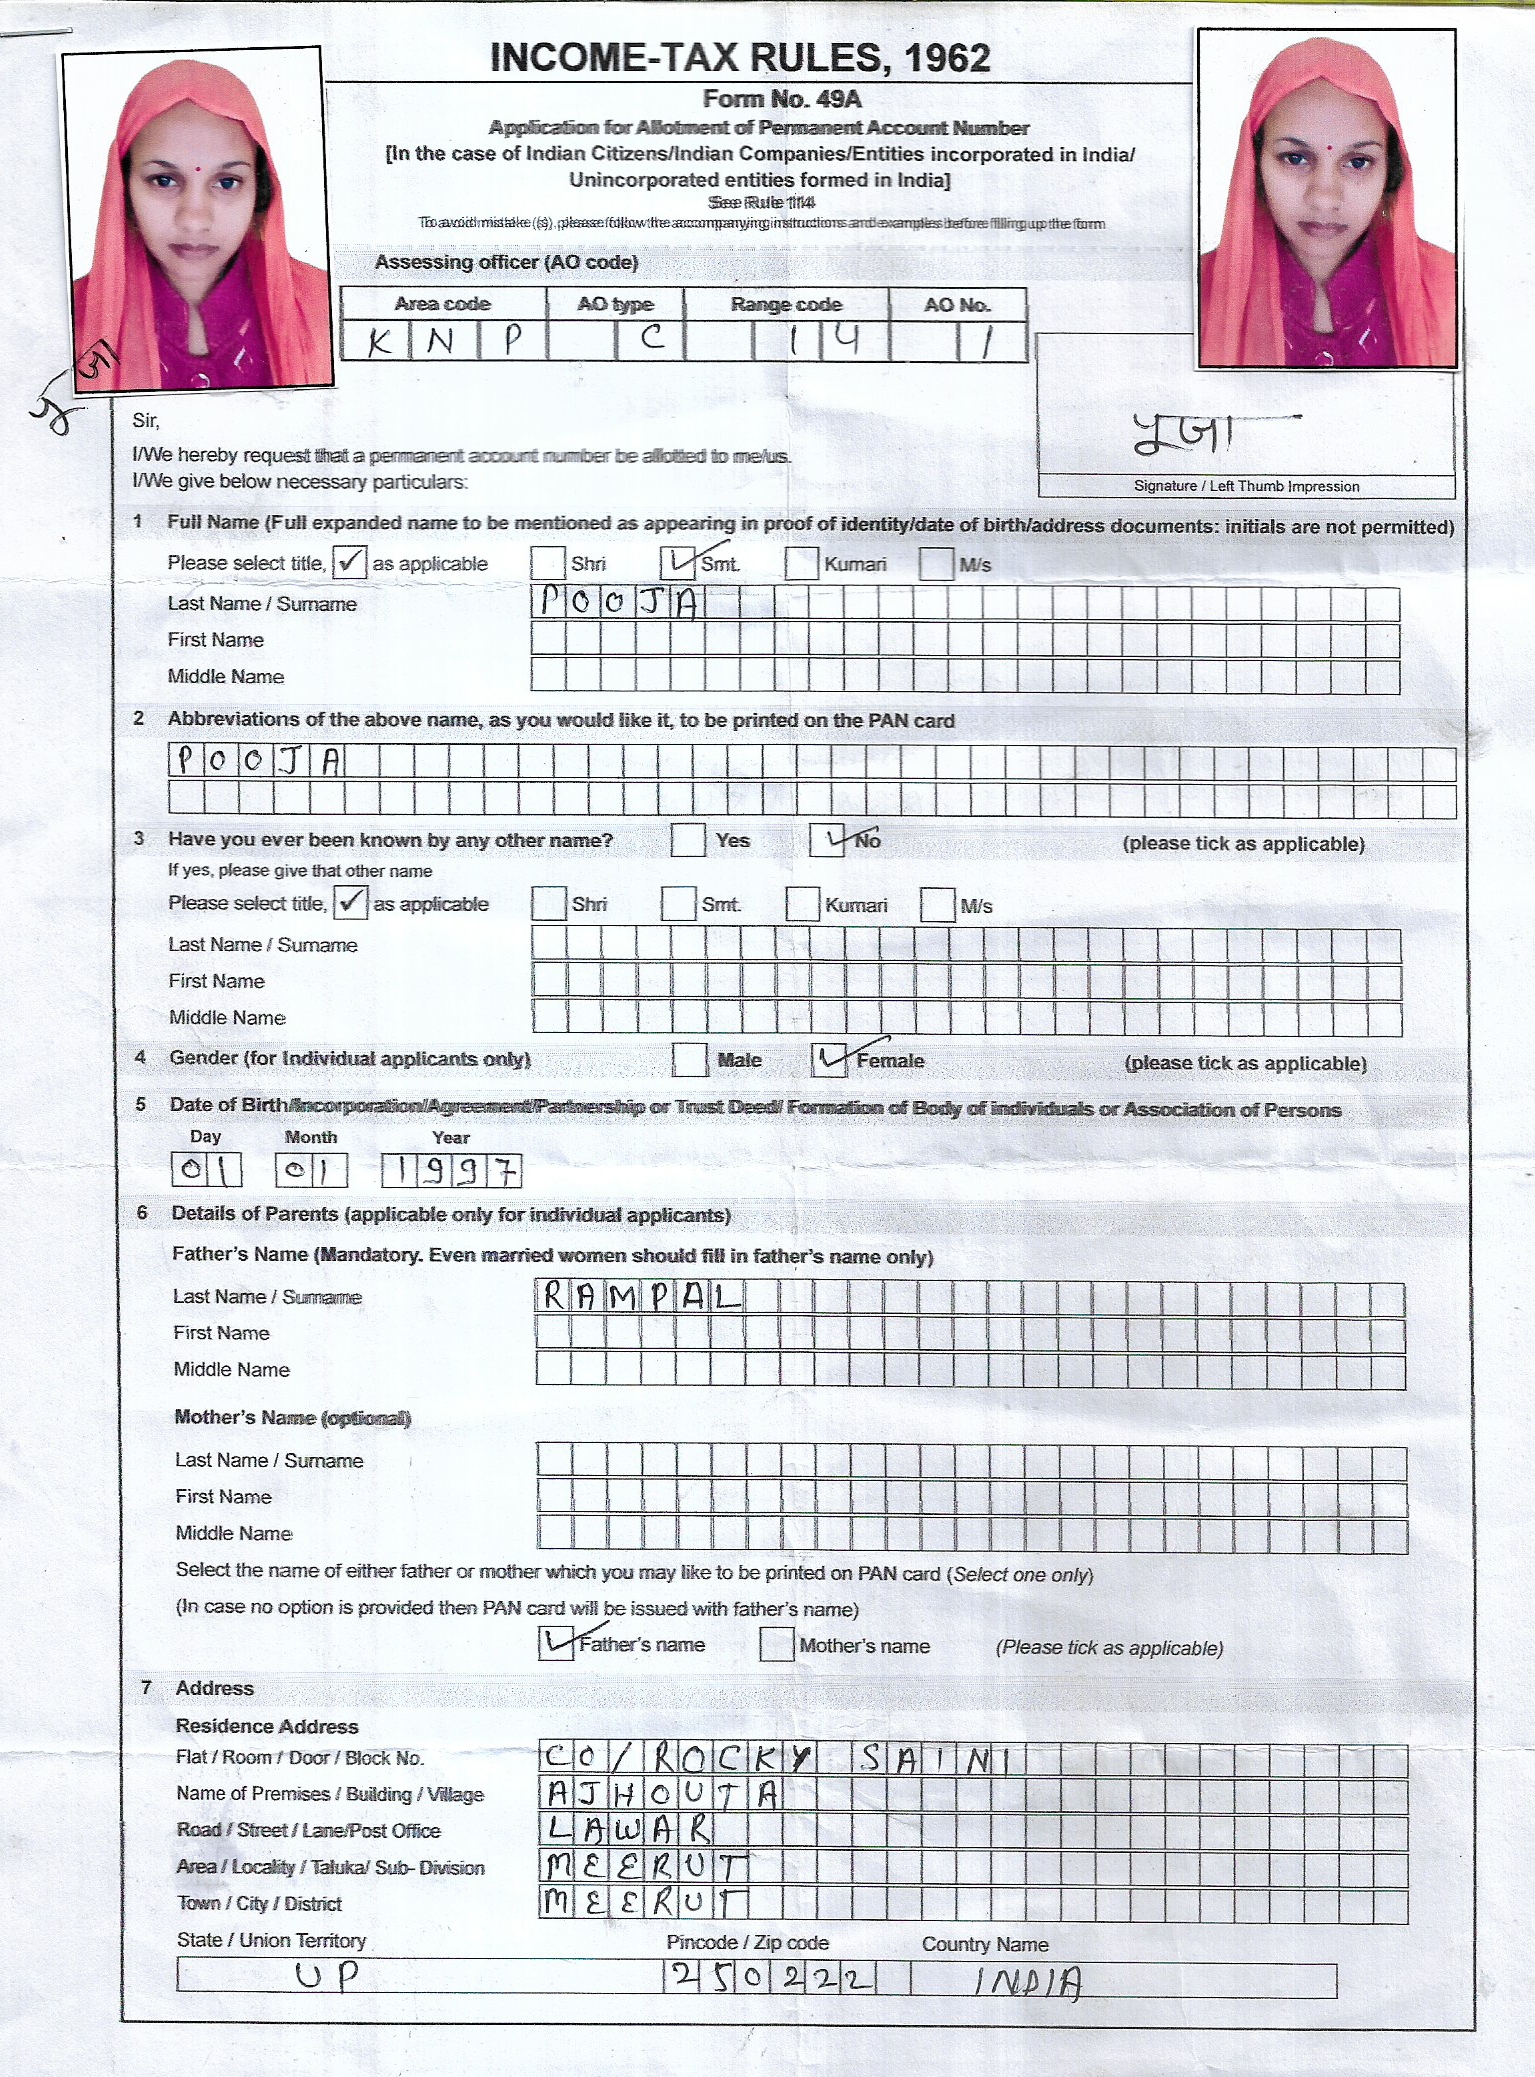 INCOME-TAX RULES, 1962
Form No. 49A
Application for Allotment of Permanent Account Number
[In the case of Indian Citizens/Indian Companies/Entities incorporated in India/
Unincorporated entities formed in India]
See Rule 114
To avoid mistake (s), please follow the accompanying instructions and examples before filling up the form
Assessing officer (AO code)
Area code AO type Range code AO No.
KNP C 14 1
पूजा
पूजा
Signature / Left Thumb Impression
Sir,
I/We hereby request that a permanent account number be allotted to me/us.
I/We give below necessary particulars:
1 Full Name (Full expanded name to be mentioned as appearing in proof of identity/date of birth/address documents: initials are not permitted)
Please select title, ✓ as applicable Shri ✓ Smt. Kumari M/s
Last Name / Surname POOJA
First Name
Middle Name
2 Abbreviations of the above name, as you would like it, to be printed on the PAN card
POOJA
3 Have you ever been known by any other name? Yes ✓ No (please tick as applicable)
If yes, please give that other name
Please select title, ✓ as applicable Shri Smt. Kumari M/s
Last Name / Surname
First Name
Middle Name
4 Gender (for Individual applicants only) Male ✓ Female (please tick as applicable)
5 Date of Birth/Incorporation/Agreement/Partnership or Trust Deed/ Formation of Body of individuals or Association of Persons
Day Month Year
01 01 1997
6 Details of Parents (applicable only for individual applicants)
Father's Name (Mandatory. Even married women should fill in father's name only)
Last Name / Surname RAMPAL
First Name
Middle Name
Mother's Name (optional)
Last Name / Surname
First Name
Middle Name
Select the name of either father or mother which you may like to be printed on PAN card (Select one only)
(In case no option is provided then PAN card will be issued with father's name)
✓ Father's name Mother's name (Please tick as applicable)
7 Address
Residence Address
Flat / Room / Door / Block No. CO/ROCKY SAINI
Name of Premises / Building / Village AJHOUTA
Road / Street / Lane/Post Office LAWAR
Area / Locality / Taluka/ Sub- Division MEERUT
Town / City / District MEERUT
State / Union Territory Pincode / Zip code Country Name
UP 250222 INDIA